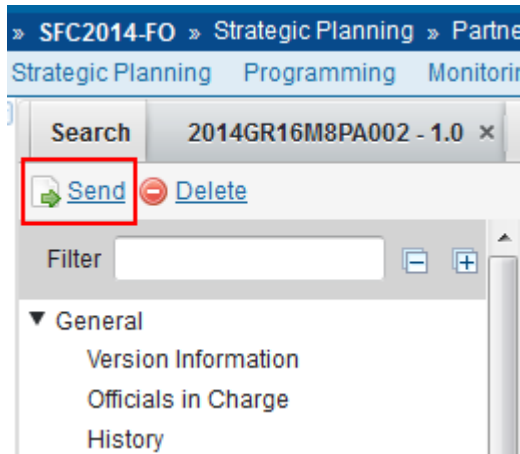 » SFC2014-FO » Strategic Planning » Partne
Strategic Planning Programming Monitorin
Search 2014GR16M8PA002 - 1.0 ×
Send Delete
Filter
General
Version Information
Officials in Charge
History